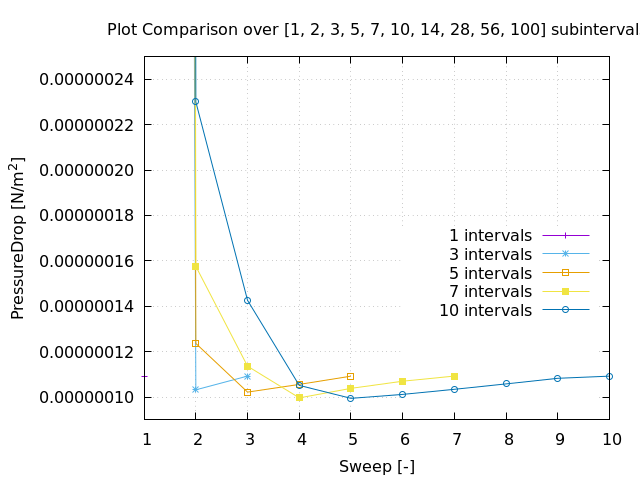 Plot Comparison over [1, 2, 3, 5, 7, 10, 14, 28, 56, 100] subinterval
0.00000024
0.00000022
0.00000020
0.00000018
0.00000016
0.00000014
0.00000012
0.00000011
0.00000010
PressureDrop [N/m²]
1 intervals
3 intervals
5 intervals
7 intervals
10 intervals
1 2 3 4 5 6 7 8 9 10
Sweep [-]